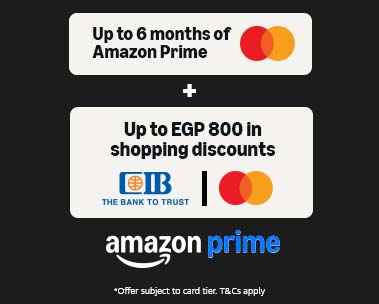 Up to 6 months of
Amazon Prime
+
Up to EGP 800 in
shopping discounts
CIB
THE BANK TO TRUST
amazon prime
*Offer subject to card tier. T&Cs apply